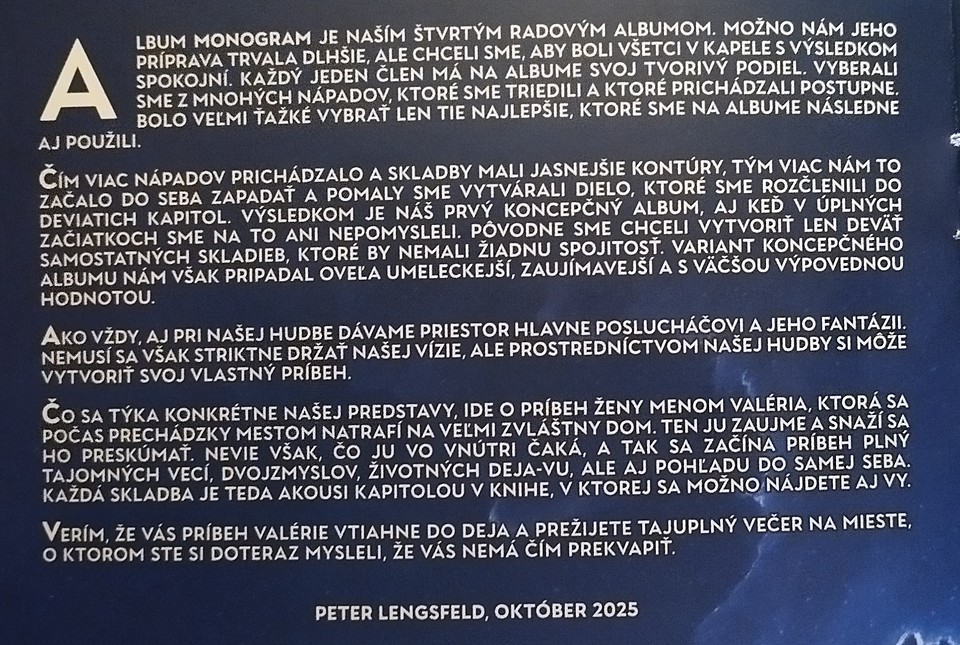 ALBUM MONOGRAM JE NAŠÍM ŠTVRTÝM RADOVÝM ALBUMOM. MOŽNO NÁM JEHO
PRÍPRAVA TRVALA DLHŠIE, ALE CHCELI SME, ABY BOLI VŠETCI V KAPELE S VÝSLEDKOM
SPOKOJNÍ. KAŽDÝ JEDEN ČLEN MÁ NA ALBUME SVOJ TVORIVÝ PODIEL. VYBERALI
SME Z MNOHÝCH NÁPADOV, KTORÉ SME TRIEDILI A KTORÉ PRICHÁDZALI POSTUPNE.
BOLO VEĽMI ŤAŽKÉ VYBRAŤ LEN TIE NAJLEPŠIE, KTORÉ SME NA ALBUME NÁSLEDNE
AJ POUŽILI.
ČÍM VIAC NÁPADOV PRICHÁDZALO A SKLADBY MALI JASNEJŠIE KONTÚRY, TÝM VIAC NÁM TO
ZAČALO DO SEBA ZAPADAŤ A POMALY SME VYTVÁRALI DIELO, KTORÉ SME ROZČLENILI DO
DEVIATICH KAPITOL. VÝSLEDKOM JE NÁŠ PRVÝ KONCEPČNÝ ALBUM, AJ KEĎ V ÚPLNÝCH
ZAČIATKOCH SME NA TO ANI NEPOMYSLELI. PÔVODNE SME CHCELI VYTVORIŤ LEN DEVÄŤ
SAMOSTATNÝCH SKLADIEB, KTORÉ BY NEMALI ŽIADNU SPOJITOSŤ. VARIANT KONCEPČNÉHO
ALBUMU NÁM VŠAK PRIPADAL OVEĽA UMELECKEJŠÍ, ZAUJÍMAVEJŠÍ A S VÄČŠOU VÝPOVEDNOU
HODNOTOU.
AKO VŽDY, AJ PRI NAŠEJ HUDBE DÁVAME PRIESTOR HLAVNE POSLUCHÁČOVI A JEHO FANTÁZII.
NEMUSÍ SA VŠAK STRIKTNE DRŽAŤ NAŠEJ VÍZIE, ALE PROSTREDNÍCTVOM NAŠEJ HUDBY SI MÔŽE
VYTVORIŤ SVOJ VLASTNÝ PRÍBEH.
ČO SA TÝKA KONKRÉTNE NAŠEJ PREDSTAVY, IDE O PRÍBEH ŽENY MENOM VALÉRIA, KTORÁ SA
POČAS PRECHÁDZKY MESTOM NATRAFÍ NA VEĽMI ZVLÁŠTNY DOM. TEN JU ZAUJME A SNAŽÍ SA
HO PRESKÚMAŤ. NEVIE VŠAK, ČO JU VO VNÚTRI ČAKÁ, A TAK SA ZAČÍNA PRÍBEH PLNÝ
TAJOMNÝCH VECÍ, DVOJZMYSLOV, ŽIVOTNÝCH DEJA-VU, ALE AJ POHĽADU DO SAMEJ SEBA.
KAŽDÁ SKLADBA JE TEDA AKOUSI KAPITOLOU V KNIHE, V KTOREJ SA MOŽNO NÁJDETE AJ VY.
VERÍM, ŽE VÁS PRÍBEH VALÉRIE VTIAHNE DO DEJA A PREŽIJETE TAJUPLNÝ VEČER NA MIESTE,
O KTOROM STE SI DOTERAZ MYSLELI, ŽE VÁS NEMÁ ČÍM PREKVAPIŤ.
PETER LENGSFELD, OKTÓBER 2025